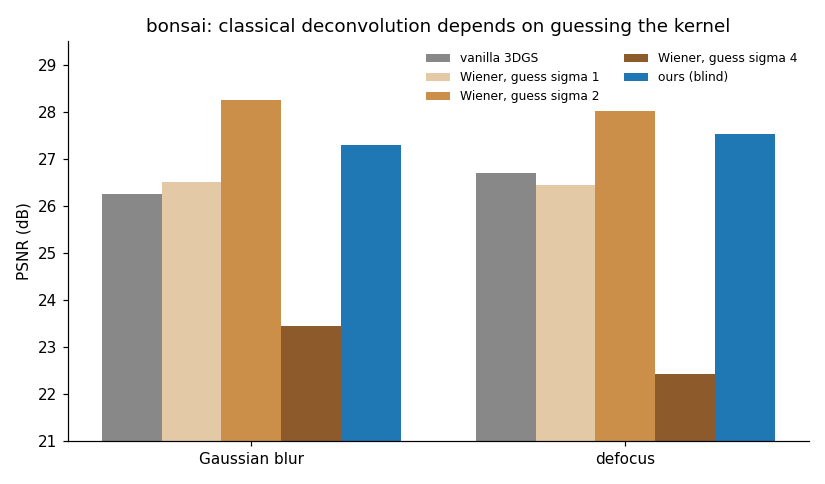 bonsai: classical deconvolution depends on guessing the kernel
vanilla 3DGS
Wiener, guess sigma 1
Wiener, guess sigma 2
Wiener, guess sigma 4
ours (blind)
PSNR (dB)
29
28
27
26
25
24
23
22
21
Gaussian blur
defocus